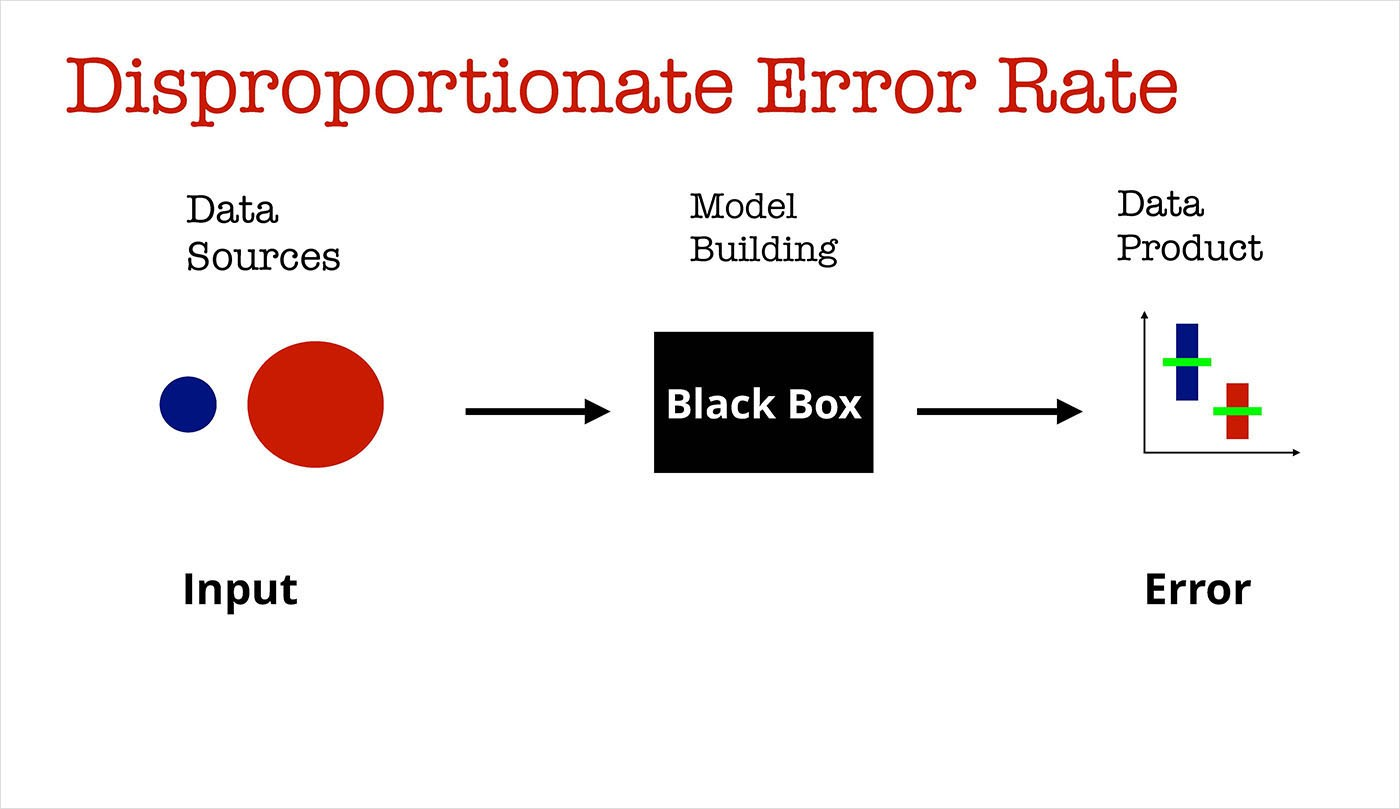 Disproportionate Error Rate
Data
Sources
Model
Building
Data
Product
Black Box
Input
Error